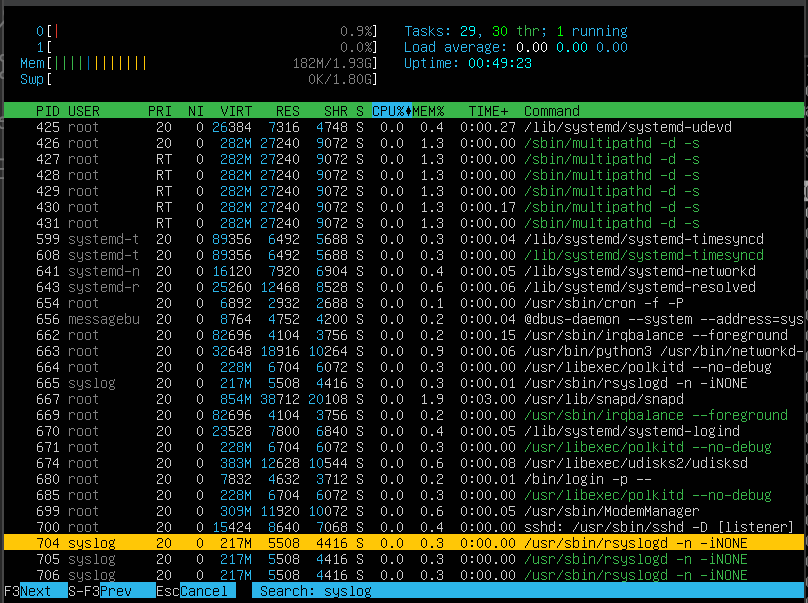 0[| 0.9%] Tasks: 29, 30 thr; 1 running
1[ 0.0%] Load average: 0.00 0.00 0.00
Mem[|||||||||||| 182M/1.93G] Uptime: 00:49:23
Swp[ 0K/1.80G]
PID USER PRI NI VIRT RES SHR S CPU%♦MEM% TIME+ Command
425 root 20 0 26384 7316 4748 S 0.0 0.4 0:00.27 /lib/systemd/systemd-udevd
426 root 20 0 282M 27240 9072 S 0.0 1.3 0:00.00 /sbin/multipathd -d -s
427 root RT 0 282M 27240 9072 S 0.0 1.3 0:00.00 /sbin/multipathd -d -s
428 root RT 0 282M 27240 9072 S 0.0 1.3 0:00.00 /sbin/multipathd -d -s
429 root RT 0 282M 27240 9072 S 0.0 1.3 0:00.00 /sbin/multipathd -d -s
430 root RT 0 282M 27240 9072 S 0.0 1.3 0:00.17 /sbin/multipathd -d -s
431 root RT 0 282M 27240 9072 S 0.0 1.3 0:00.00 /sbin/multipathd -d -s
599 systemd-t 20 0 89356 6492 5688 S 0.0 0.3 0:00.04 /lib/systemd/systemd-timesyncd
608 systemd-t 20 0 89356 6492 5688 S 0.0 0.3 0:00.00 /lib/systemd/systemd-timesyncd
641 systemd-n 20 0 16120 7920 6904 S 0.0 0.4 0:00.05 /lib/systemd/systemd-networkd
643 systemd-r 20 0 25260 12468 8528 S 0.0 0.6 0:00.06 /lib/systemd/systemd-resolved
654 root 20 0 6892 2932 2688 S 0.0 0.1 0:00.00 /usr/sbin/cron -f -P
656 messagebu 20 0 8764 4752 4200 S 0.0 0.2 0:00.04 @dbus-daemon --system --address=sys
662 root 20 0 82696 4104 3756 S 0.0 0.2 0:00.15 /usr/sbin/irqbalance --foreground
663 root 20 0 32648 18916 10264 S 0.0 0.9 0:00.06 /usr/bin/python3 /usr/bin/networkd-
664 root 20 0 228M 6704 6072 S 0.0 0.3 0:00.00 /usr/libexec/polkitd --no-debug
665 syslog 20 0 217M 5508 4416 S 0.0 0.3 0:00.01 /usr/sbin/rsyslogd -n -iNONE
667 root 20 0 854M 38712 20108 S 0.0 1.9 0:03.00 /usr/lib/snapd/snapd
669 root 20 0 82696 4104 3756 S 0.0 0.2 0:00.00 /usr/sbin/irqbalance --foreground
670 root 20 0 23528 7800 6840 S 0.0 0.4 0:00.05 /lib/systemd/systemd-logind
671 root 20 0 228M 6704 6072 S 0.0 0.3 0:00.00 /usr/libexec/polkitd --no-debug
674 root 20 0 383M 12628 10544 S 0.0 0.6 0:00.08 /usr/libexec/udisks2/udisksd
680 root 20 0 7832 4632 3712 S 0.0 0.2 0:00.01 /bin/login -p --
685 root 20 0 228M 6704 6072 S 0.0 0.3 0:00.00 /usr/libexec/polkitd --no-debug
699 root 20 0 309M 11920 10072 S 0.0 0.6 0:00.05 /usr/sbin/ModemManager
700 root 20 0 15424 8640 7068 S 0.0 0.4 0:00.00 sshd: /usr/sbin/sshd -D [listener]
704 syslog 20 0 217M 5508 4416 S 0.0 0.3 0:00.00 /usr/sbin/rsyslogd -n -iNONE
705 syslog 20 0 217M 5508 4416 S 0.0 0.3 0:00.00 /usr/sbin/rsyslogd -n -iNONE
706 syslog 20 0 217M 5508 4416 S 0.0 0.3 0:00.00 /usr/sbin/rsyslogd -n -iNONE
F3Next S-F3Prev EscCancel Search: syslog